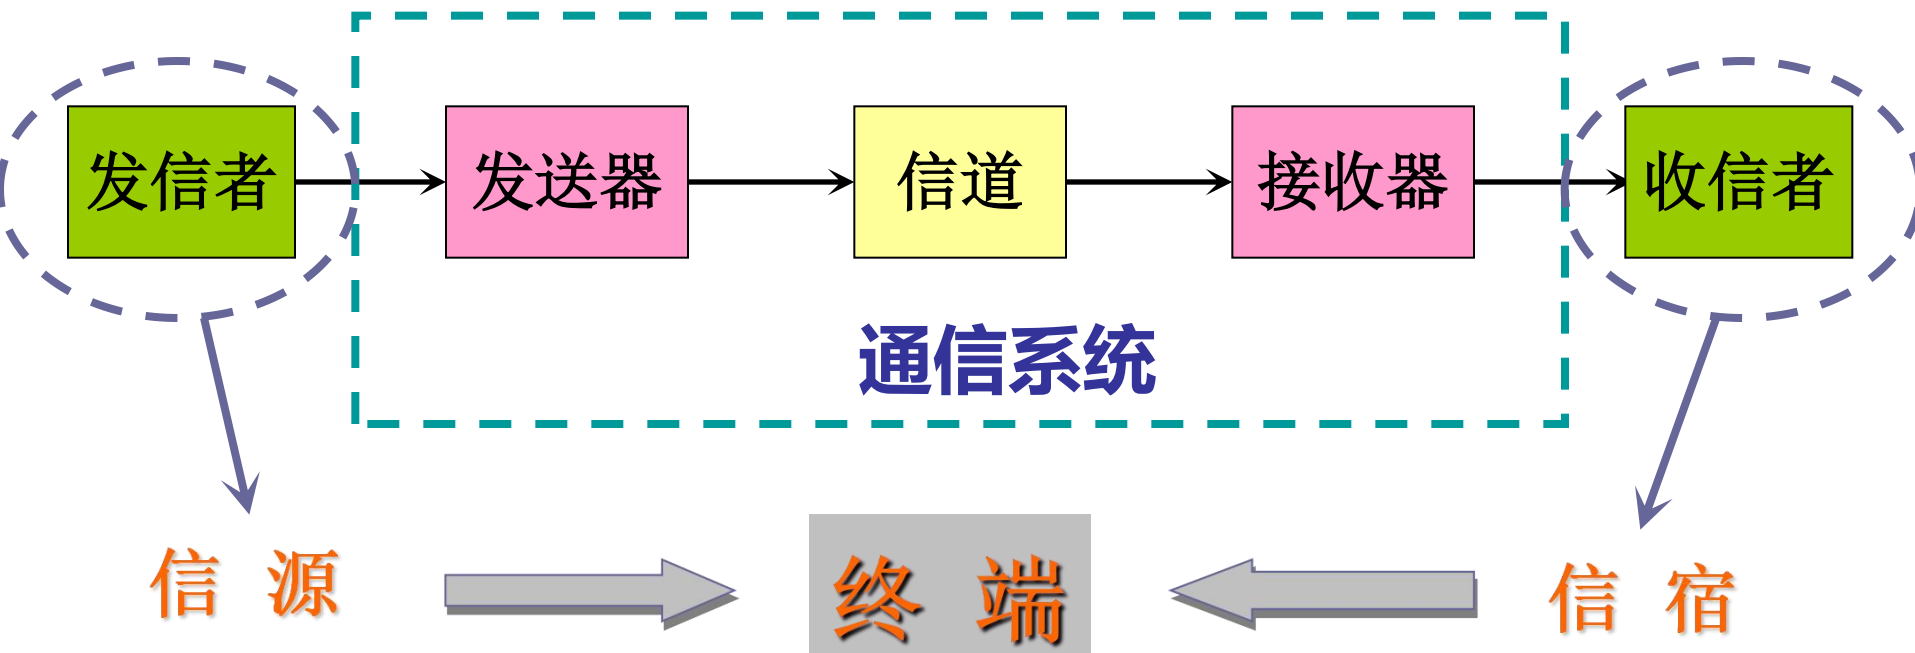 发信者 发送器 信道 接收器 收信者
通信系统
信源 终端 信宿